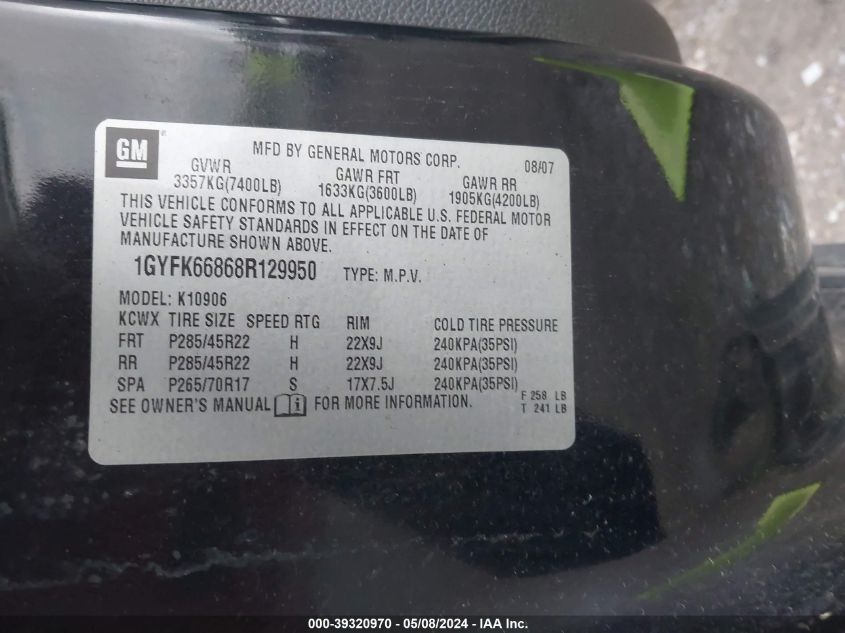 GM
MFD BY GENERAL MOTORS CORP. 08/07
GVWR GAWR FRT GAWR RR
3357KG(7400LB) 1633KG(3600LB) 1905KG(4200LB)
THIS VEHICLE CONFORMS TO ALL APPLICABLE U.S. FEDERAL MOTOR
VEHICLE SAFETY STANDARDS IN EFFECT ON THE DATE OF
MANUFACTURE SHOWN ABOVE.
1GYFK66868R129950 TYPE: M.P.V.
MODEL: K10906
KCWX TIRE SIZE SPEED RTG RIM COLD TIRE PRESSURE
FRT P285/45R22 H 22X9J 240KPA(35PSI)
RR P285/45R22 H 22X9J 240KPA(35PSI)
SPA P265/70R17 S 17X7.5J 240KPA(35PSI)
SEE OWNER'S MANUAL i FOR MORE INFORMATION.
F 258 LB
T 241 LB
000-39320970 - 05/08/2024 - IAA Inc.